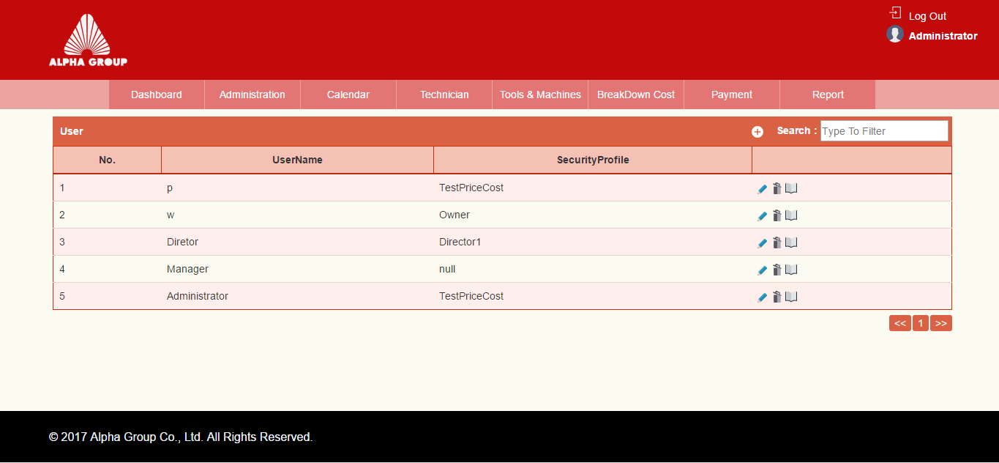 Log Out
Administrator
ALPHA GROUP
Dashboard Administration Calendar Technician Tools & Machines BreakDown Cost Payment Report
User Search : Type To Filter
No. UserName SecurityProfile
1 p TestPriceCost
2 w Owner
3 Diretor Director1
4 Manager null
5 Administrator TestPriceCost
<< 1 >>
© 2017 Alpha Group Co., Ltd. All Rights Reserved.